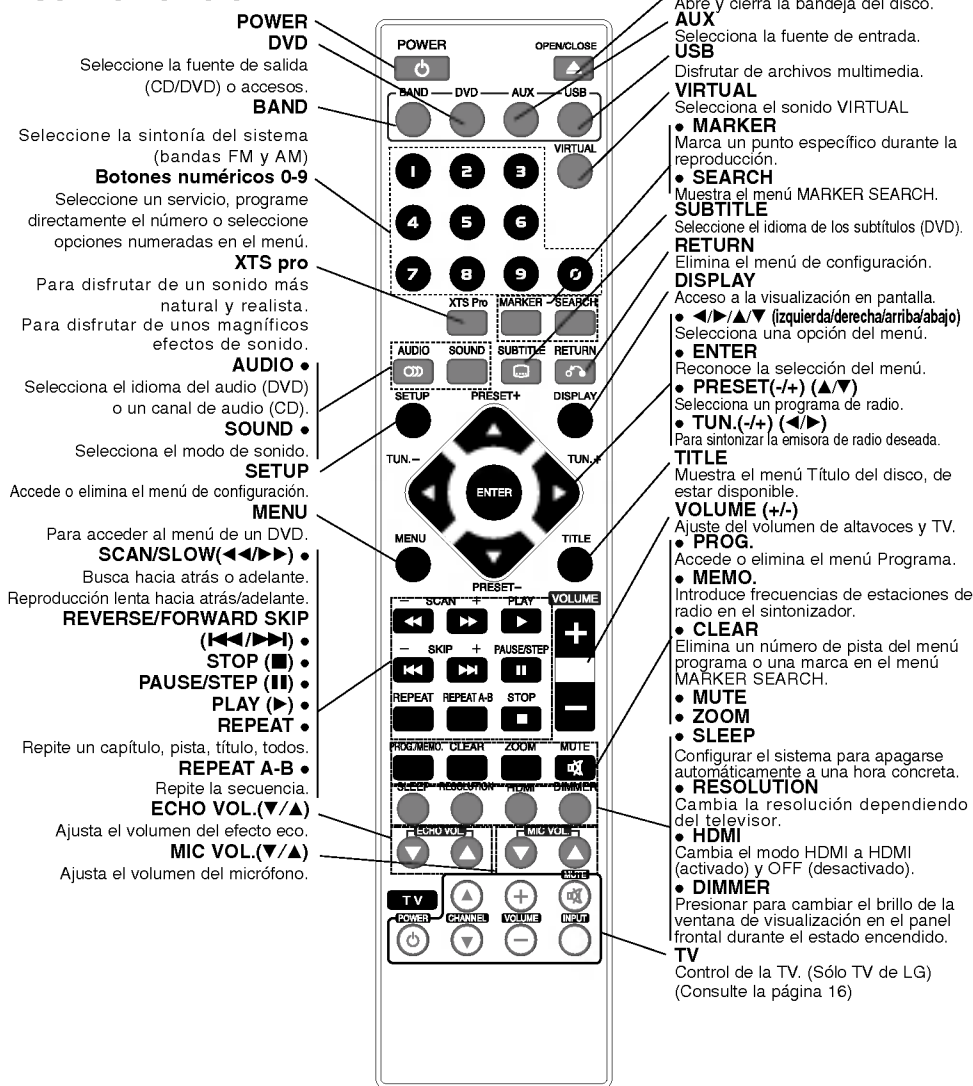 POWER
DVD
Seleccione la fuente de salida
(CD/DVD) o accesos.
BAND
Seleccione la sintonía del sistema
(bandas FM y AM)
Botones numéricos 0-9
Seleccione un servicio, programe
directamente el número o seleccione
opciones numeradas en el menú.
XTS pro
Para disfrutar de un sonido más
natural y realista.
Para disfrutar de unos magníficos
efectos de sonido.
AUDIO •
Selecciona el idioma del audio (DVD)
o un canal de audio (CD).
SOUND •
Selecciona el modo de sonido.
SETUP
Accede o elimina el menú de configuración.
MENU
Para acceder al menú de un DVD.
SCAN/SLOW(◄◄/►►) •
Busca hacia atrás o adelante.
Reproducción lenta hacia atrás/adelante.
REVERSE/FORWARD SKIP
(I◄◄/►►I) •
STOP (■) •
PAUSE/STEP (II) •
PLAY (►) •
REPEAT •
Repite un capítulo, pista, título, todos.
REPEAT A-B •
Repite la secuencia.
ECHO VOL.(▼/▲)
Ajusta el volumen del efecto eco.
MIC VOL.(▼/▲)
Ajusta el volumen del micrófono.
POWER OPEN/CLOSE
BAND DVD AUX USB
VIRTUAL
1 2 3
4 5 6
7 8 9 0
XTS Pro MARKER SEARCH
AUDIO SOUND SUBTITLE RETURN
SETUP PRESET+ DISPLAY
TUN.− TUN.+
ENTER
MENU TITLE
PRESET−
− SCAN + PLAY VOLUME
+
− SKIP + PAUSE/STEP
−
REPEAT REPEAT A-B STOP
PROG./MEMO. CLEAR ZOOM MUTE
SLEEP RESOLUTION HDMI DIMMER
ECHO VOL. MIC VOL.
MUTE
TV
POWER CHANNEL VOLUME INPUT
Abre y cierra la bandeja del disco.
AUX
Selecciona la fuente de entrada.
USB
Disfrutar de archivos multimedia.
VIRTUAL
Selecciona el sonido VIRTUAL
• MARKER
Marca un punto específico durante la
reproducción.
• SEARCH
Muestra el menú MARKER SEARCH.
SUBTITLE
Seleccione el idioma de los subtítulos (DVD).
RETURN
Elimina el menú de configuración.
DISPLAY
Acceso a la visualización en pantalla.
• ◄/►/▲/▼ (izquierda/derecha/arriba/abajo)
Selecciona una opción del menú.
• ENTER
Reconoce la selección del menú.
• PRESET(-/+) (▲/▼)
Selecciona un programa de radio.
• TUN.(-/+) (◄/►)
Para sintonizar la emisora de radio deseada.
TITLE
Muestra el menú Título del disco, de
estar disponible.
VOLUME (+/-)
Ajuste del volumen de altavoces y TV.
• PROG.
Accede o elimina el menú Programa.
• MEMO.
Introduce frecuencias de estaciones de
radio en el sintonizador.
• CLEAR
Elimina un número de pista del menú
programa o una marca en el menú
MARKER SEARCH.
• MUTE
• ZOOM
• SLEEP
Configurar el sistema para apagarse
automáticamente a una hora concreta.
• RESOLUTION
Cambia la resolución dependiendo
del televisor.
• HDMI
Cambia el modo HDMI a HDMI
(activado) y OFF (desactivado).
• DIMMER
Presionar para cambiar el brillo de la
ventana de visualización en el panel
frontal durante el estado encendido.
TV
Control de la TV. (Sólo TV de LG)
(Consulte la página 16)